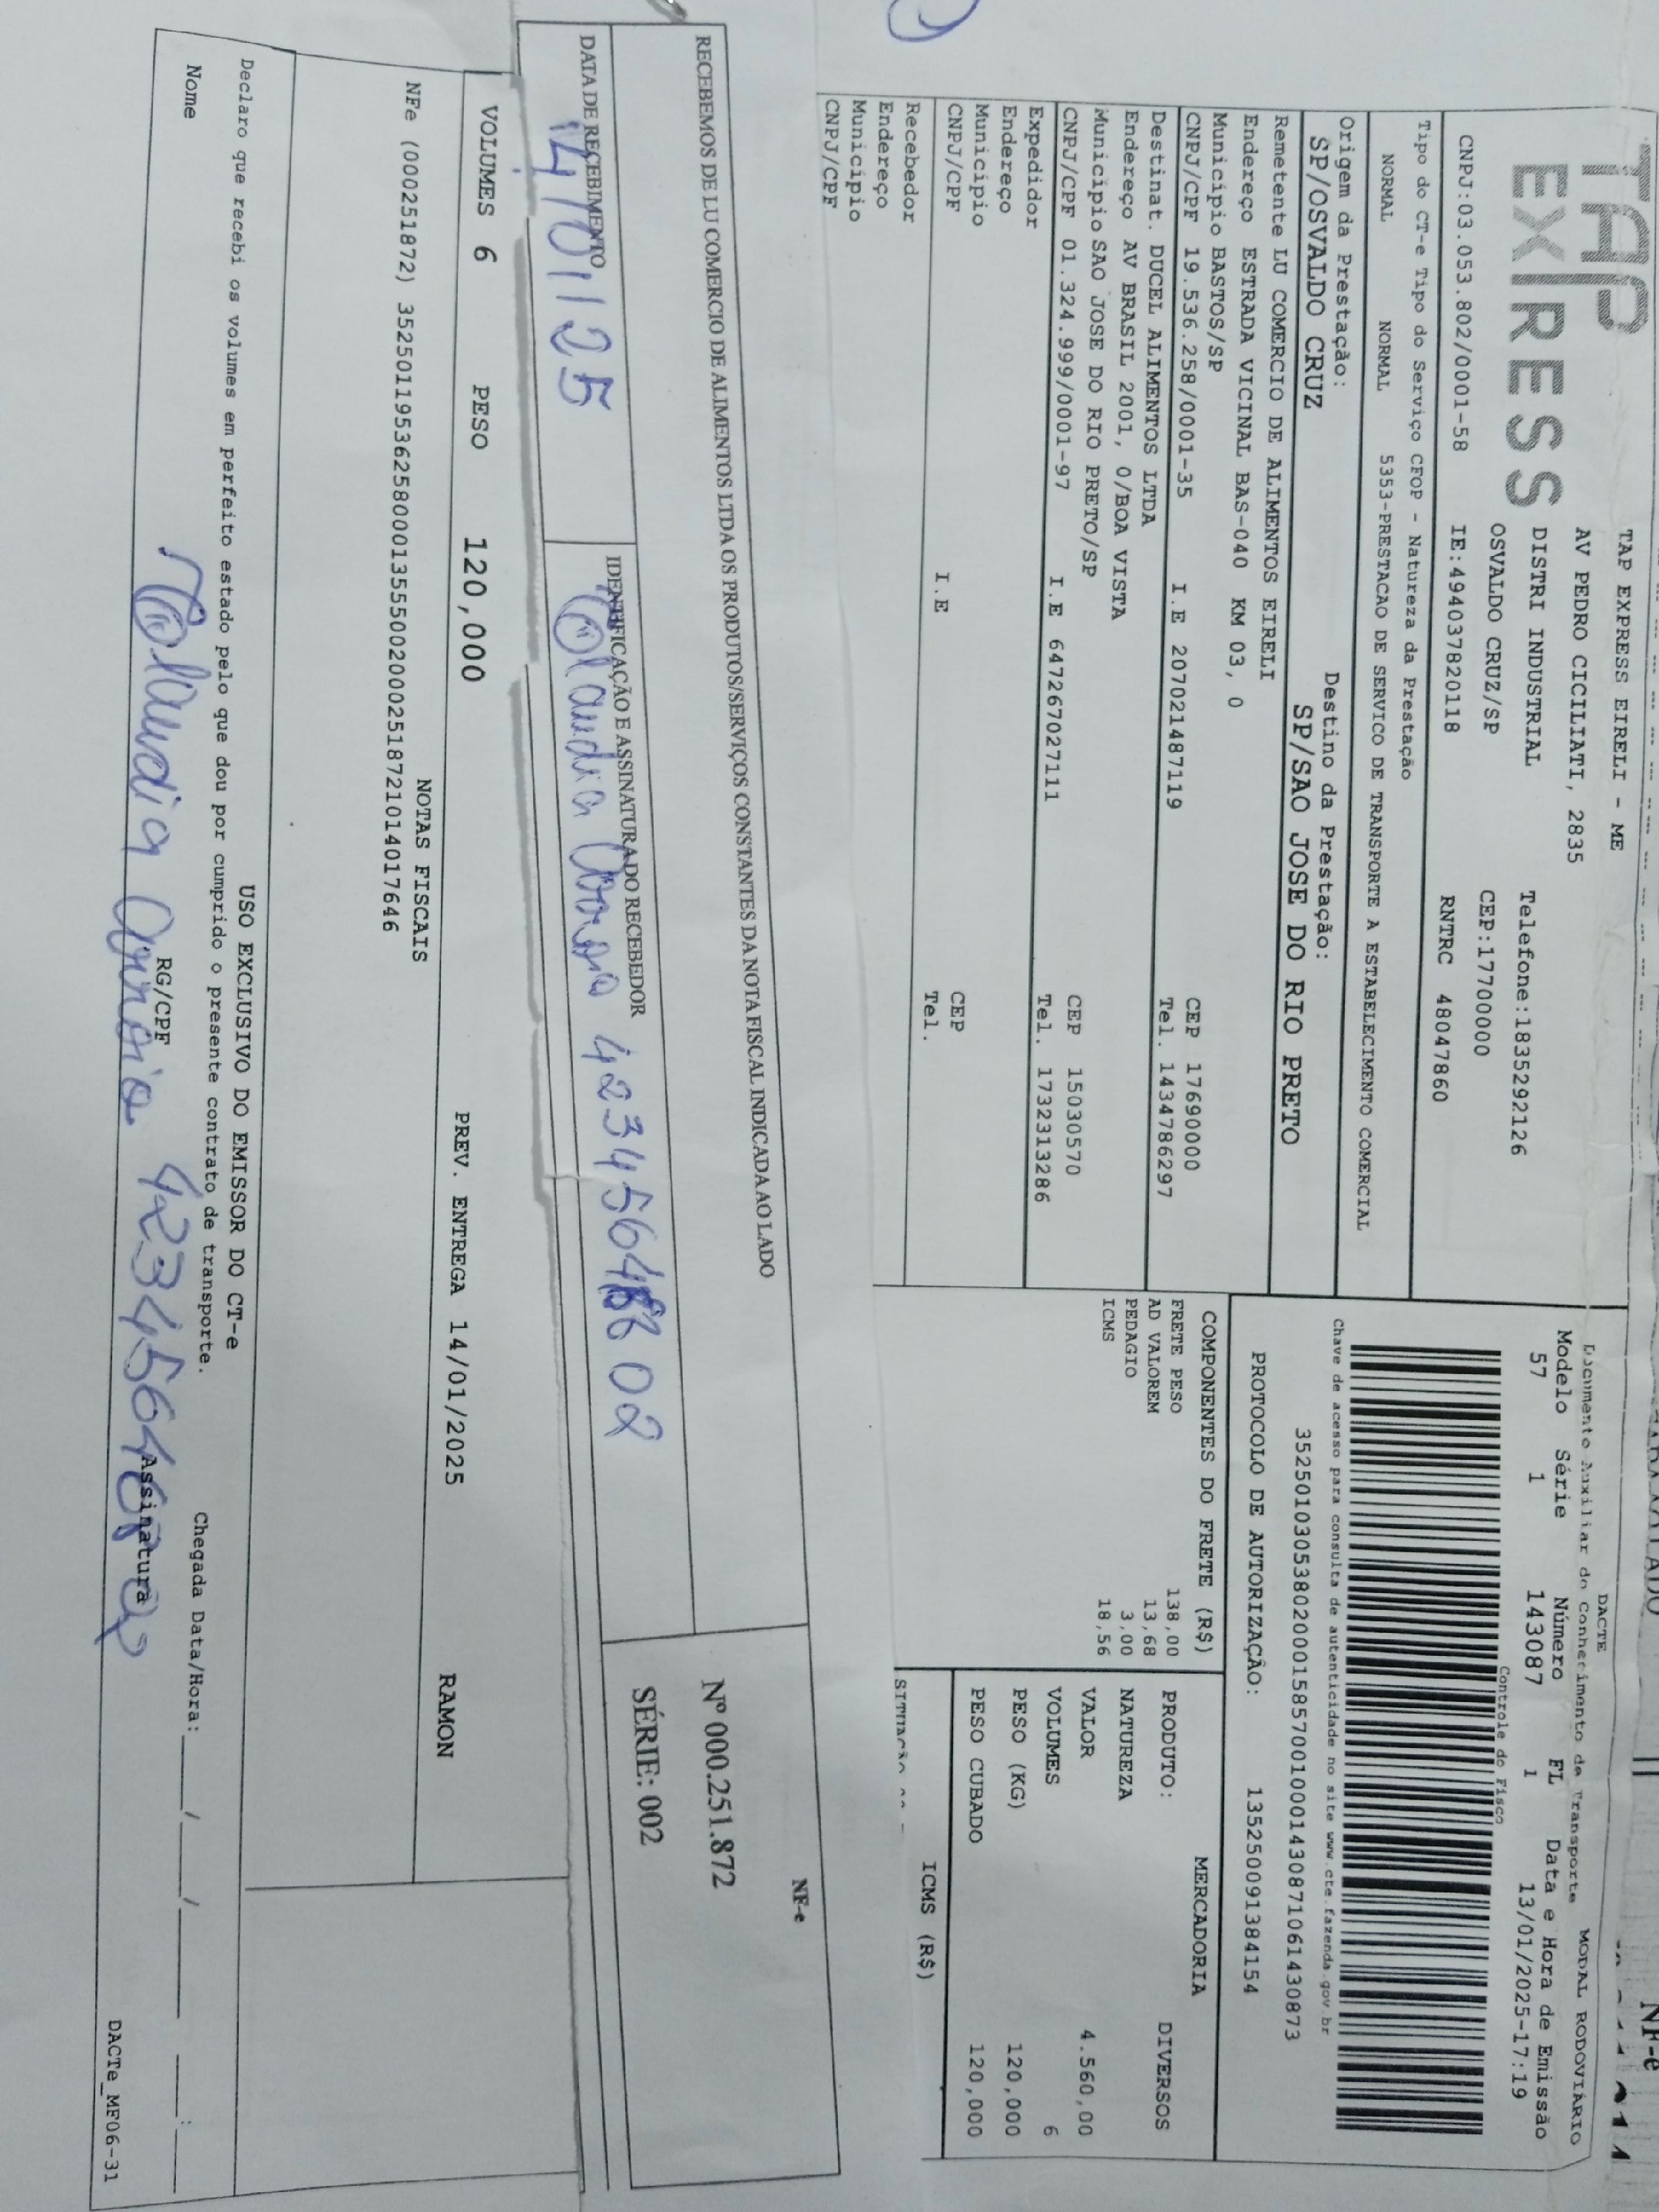 TAP
EXPRESS
TAP EXPRESS EIRELI - ME
AV PEDRO CICILIATI, 2835
DISTRI INDUSTRIAL Telefone:1835292126
OSVALDO CRUZ/SP CEP:17700000
CNPJ:03.053.802/0001-58 IE:494037820118 RNTRC 48047860
Tipo do CT-e Tipo do Serviço CFOP - Natureza da Prestação
NORMAL NORMAL 5353-PRESTACAO DE SERVICO DE TRANSPORTE A ESTABELECIMENTO COMERCIAL
Origem da Prestação: Destino da Prestação:
SP/OSVALDO CRUZ SP/SAO JOSE DO RIO PRETO
Remetente LU COMERCIO DE ALIMENTOS EIRELI
Endereço ESTRADA VICINAL BAS-040 KM 03, 0
Município BASTOS/SP CEP 17690000
CNPJ/CPF 19.536.258/0001-35 I.E 207021487119 Tel. 1434786297
Destinat. DUCEL ALIMENTOS LTDA
Endereço AV BRASIL 2001, 0/BOA VISTA
Município SAO JOSE DO RIO PRETO/SP CEP 15030570
CNPJ/CPF 01.324.999/0001-97 I.E 647267027111 Tel. 1732313286
Expedidor
Endereço
Município CEP
CNPJ/CPF I.E Tel.
Recebedor
Endereço
Município
CNPJ/CPF
DACTE
Documento Auxiliar do Conhecimento de Transporte MODAL RODOVIÁRIO
Modelo Série Número FL Data e Hora de Emissão
57 1 143087 1 13/01/2025-17:19
Controle do Fisco
Chave de acesso para consulta de autenticidade no site www.cte.fazenda.gov.br
35250103053802000158570010001430871061430873
PROTOCOLO DE AUTORIZAÇÃO: 135250091384154
COMPONENTES DO FRETE (R$)
FRETE PESO 138,00
AD VALOREM 13,68
PEDAGIO 3,00
ICMS 18,56
MERCADORIA
PRODUTO: DIVERSOS
NATUREZA
VALOR 4.560,00
VOLUMES 6
PESO (KG) 120,000
PESO CUBADO 120,000
ICMS (R$)
NF-e
RECEBEMOS DE LU COMERCIO DE ALIMENTOS LTDA OS PRODUTOS/SERVIÇOS CONSTANTES DA NOTA FISCAL INDICADA AO LADO
DATA DE RECEBIMENTO IDENTIFICAÇÃO E ASSINATURA DO RECEBEDOR
14/01/25 Claudia
NF-e
Nº 000.251.872
SÉRIE: 002
VOLUMES 6 PESO 120,000 PREV. ENTREGA 14/01/2025 RAMON
NOTAS FISCAIS
NFe (000251872) 35250119536258000135550020002518721014017646
USO EXCLUSIVO DO EMISSOR DO CT-e
Declaro que recebi os volumes em perfeito estado pelo que dou por cumprido o presente contrato de transporte.
Chegada Data/Hora: ___/___/_____ ___:___
Nome RG/CPF Assinatura
Claudia
DACTe_MF06-31